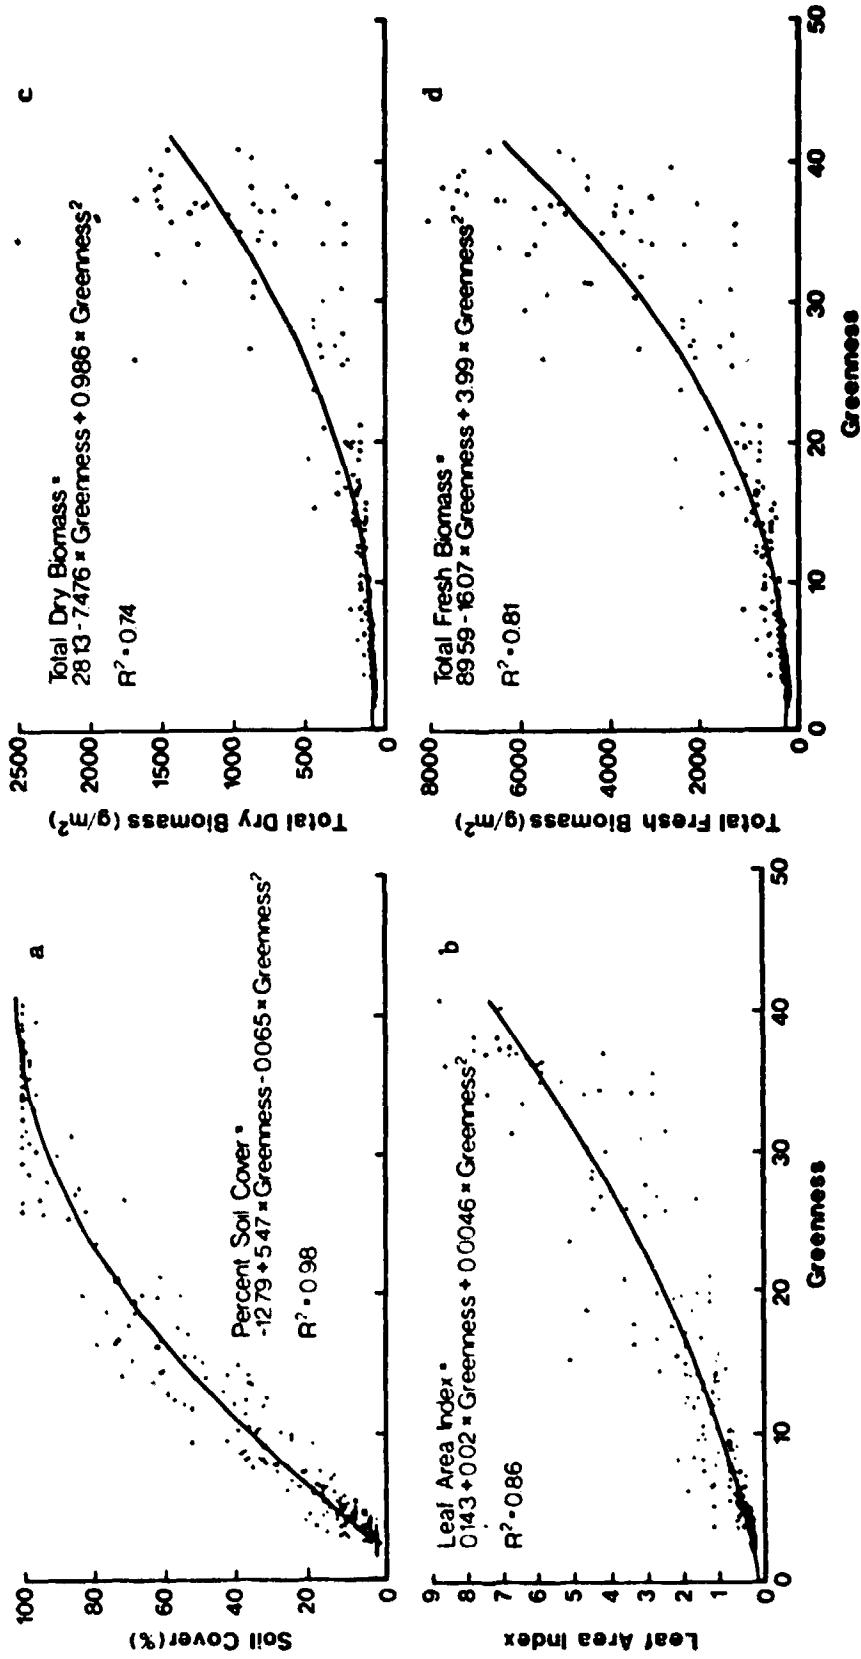 a
Percent Soil Cover =
-12.79 + 5.47 × Greenness - 0.065 × Greenness²
R² = 0.98
Soil Cover (%)
100
80
60
40
20
0
b
Leaf Area Index =
0.143 + 0.02 × Greenness + 0.0046 × Greenness²
R² = 0.86
Leaf Area Index
9
8
7
6
5
4
3
2
1
0
0
10
20
30
40
50
Greenness
c
Total Dry Biomass =
28.13 - 7.476 × Greenness + 0.986 × Greenness²
R² = 0.74
Total Dry Biomass (g/m²)
2500
2000
1500
1000
500
0
d
Total Fresh Biomass =
89.59 - 16.07 × Greenness + 3.99 × Greenness²
R² = 0.81
Total Fresh Biomass (g/m²)
8000
6000
4000
2000
0
0
10
20
30
40
50
Greenness